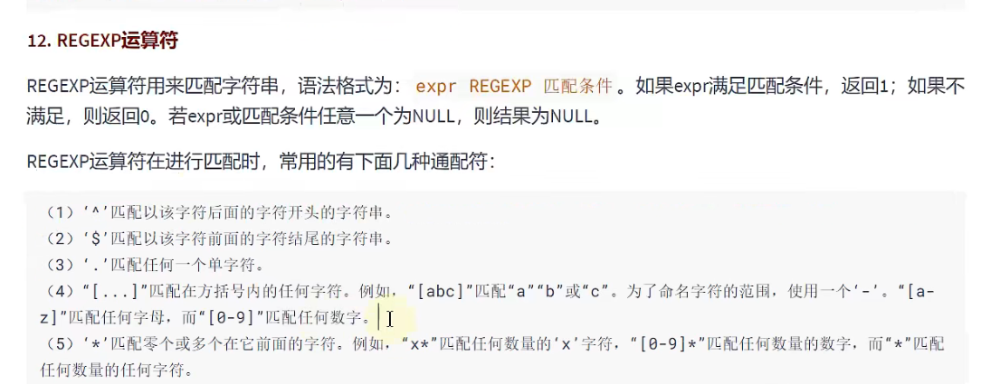 12. REGEXP运算符
REGEXP运算符用来匹配字符串，语法格式为： expr REGEXP 匹配条件 。如果expr满足匹配条件，返回1；如果不
满足，则返回0。若expr或匹配条件任意一个为NULL，则结果为NULL。
REGEXP运算符在进行匹配时，常用的有下面几种通配符：
（1）‘^’匹配以该字符后面的字符开头的字符串。
（2）‘$’匹配以该字符前面的字符结尾的字符串。
（3）‘.’匹配任何一个单字符。
（4）“[...]”匹配在方括号内的任何字符。例如，“[abc]”匹配“a”“b”或“c”。为了命名字符的范围，使用一个‘-’。“[a-
z]”匹配任何字母，而“[0-9]”匹配任何数字。
（5）‘*’匹配零个或多个在它前面的字符。例如，“x*”匹配任何数量的‘x’字符，“[0-9]*”匹配任何数量的数字，而“*”匹配
任何数量的任何字符。